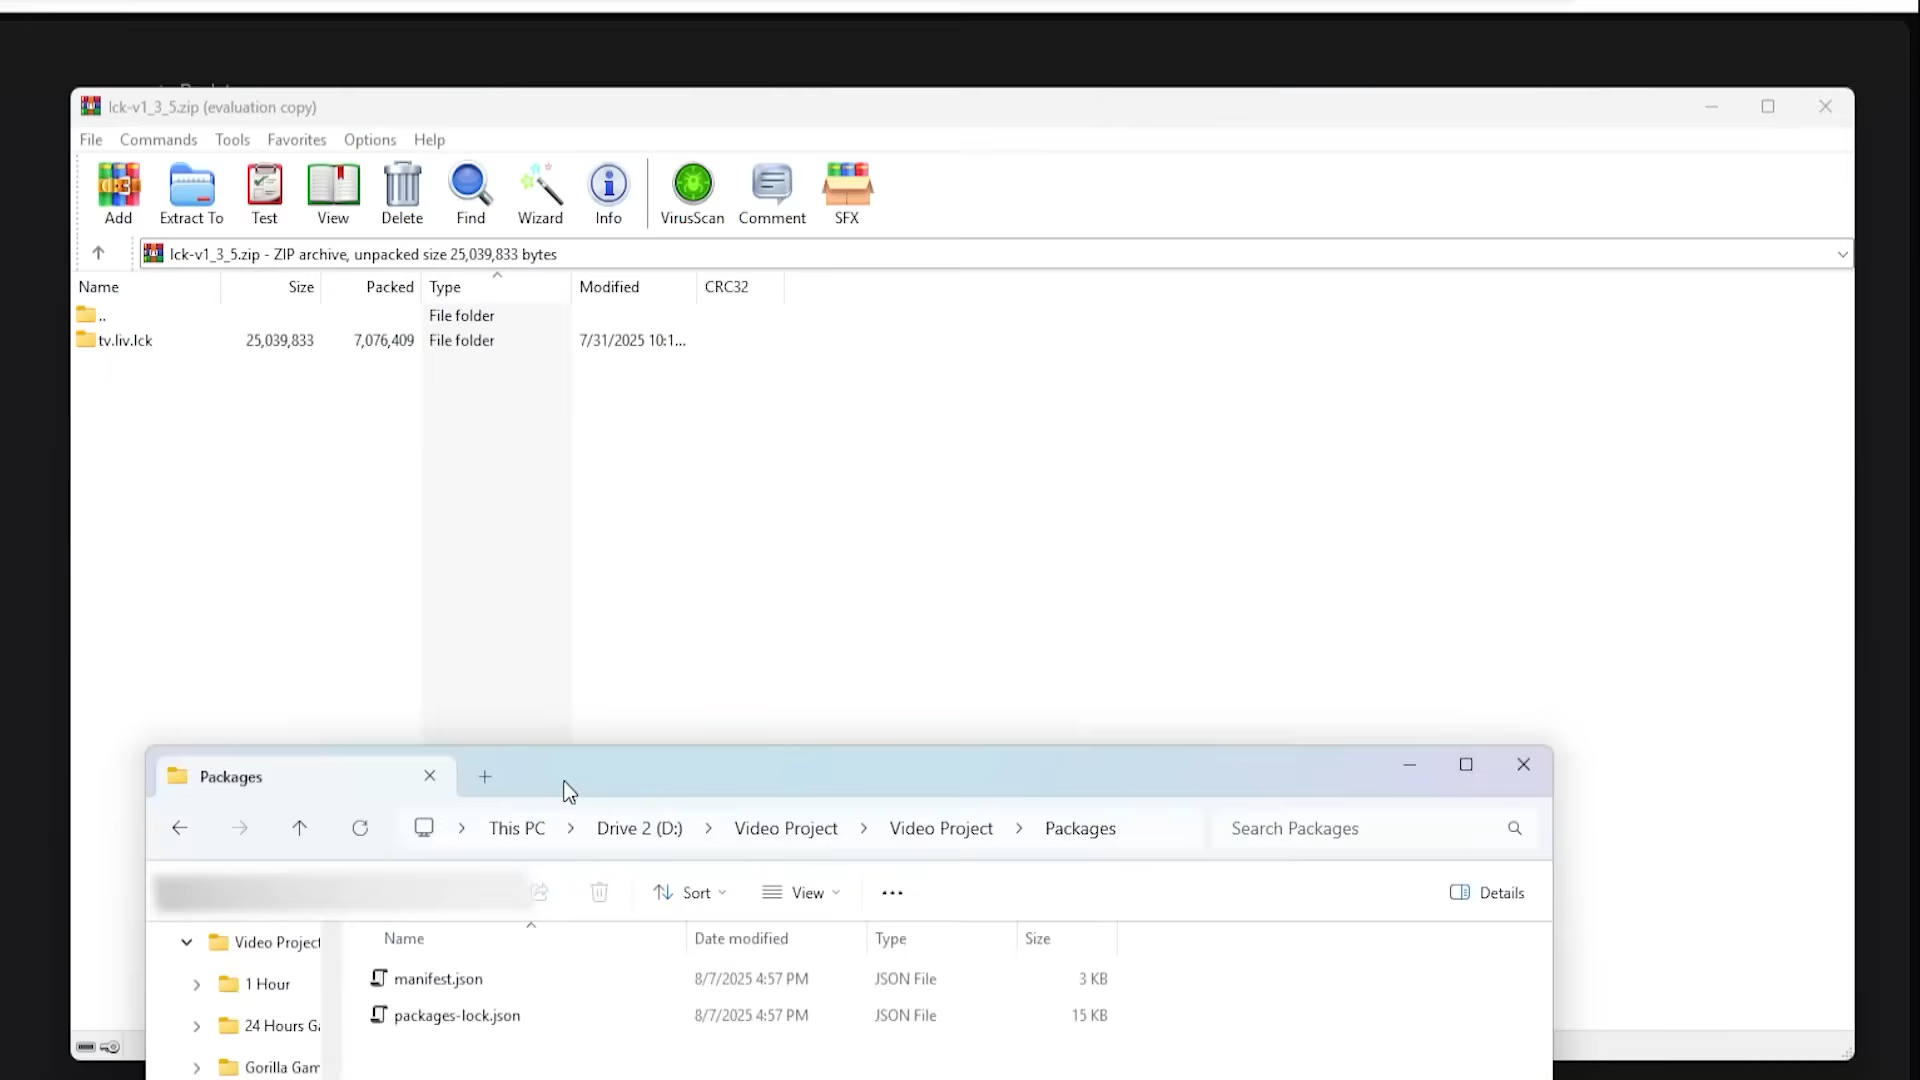 lck-v1_3_5.zip (evaluation copy)
File Commands Tools Favorites Options Help
Add Extract To Test View Delete Find Wizard Info VirusScan Comment SFX
lck-v1_3_5.zip - ZIP archive, unpacked size 25,039,833 bytes
Name Size Packed Type Modified CRC32
.. File folder
tv.liv.lck 25,039,833 7,076,409 File folder 7/31/2025 10:1...
Packages
This PC > Drive 2 (D:) > Video Project > Video Project > Packages
Search Packages
Sort View ... Details
Video Project
1 Hour
24 Hours Ga
Gorilla Gam
Name Date modified Type Size
manifest.json 8/7/2025 4:57 PM JSON File 3 KB
packages-lock.json 8/7/2025 4:57 PM JSON File 15 KB